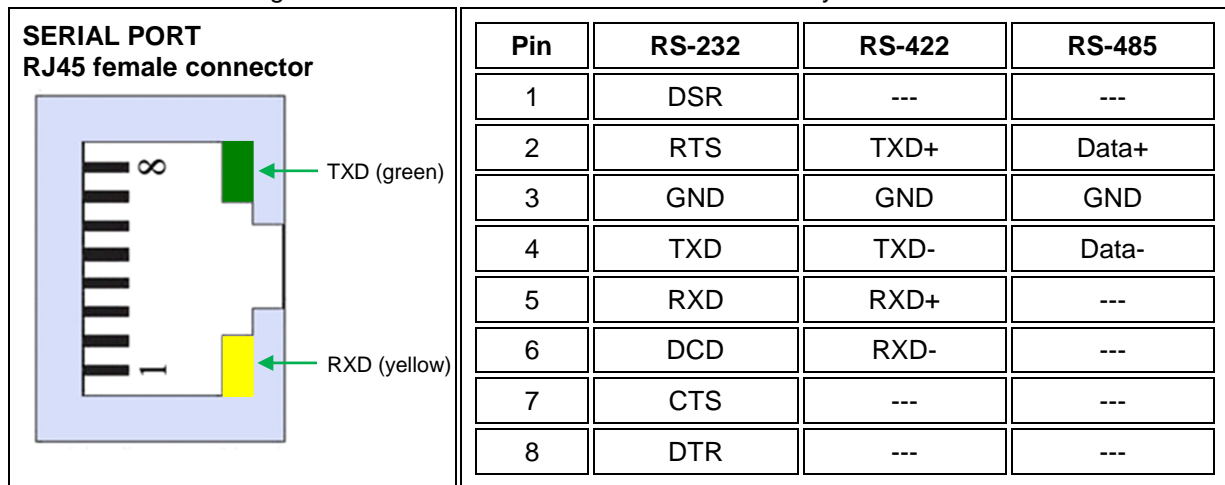 SERIAL PORT
RJ45 female connector
8
TXD (green)
RXD (yellow)
1
Pin RS-232 RS-422 RS-485
1 DSR --- ---
2 RTS TXD+ Data+
3 GND GND GND
4 TXD TXD- Data-
5 RXD RXD+ ---
6 DCD RXD- ---
7 CTS --- ---
8 DTR --- ---